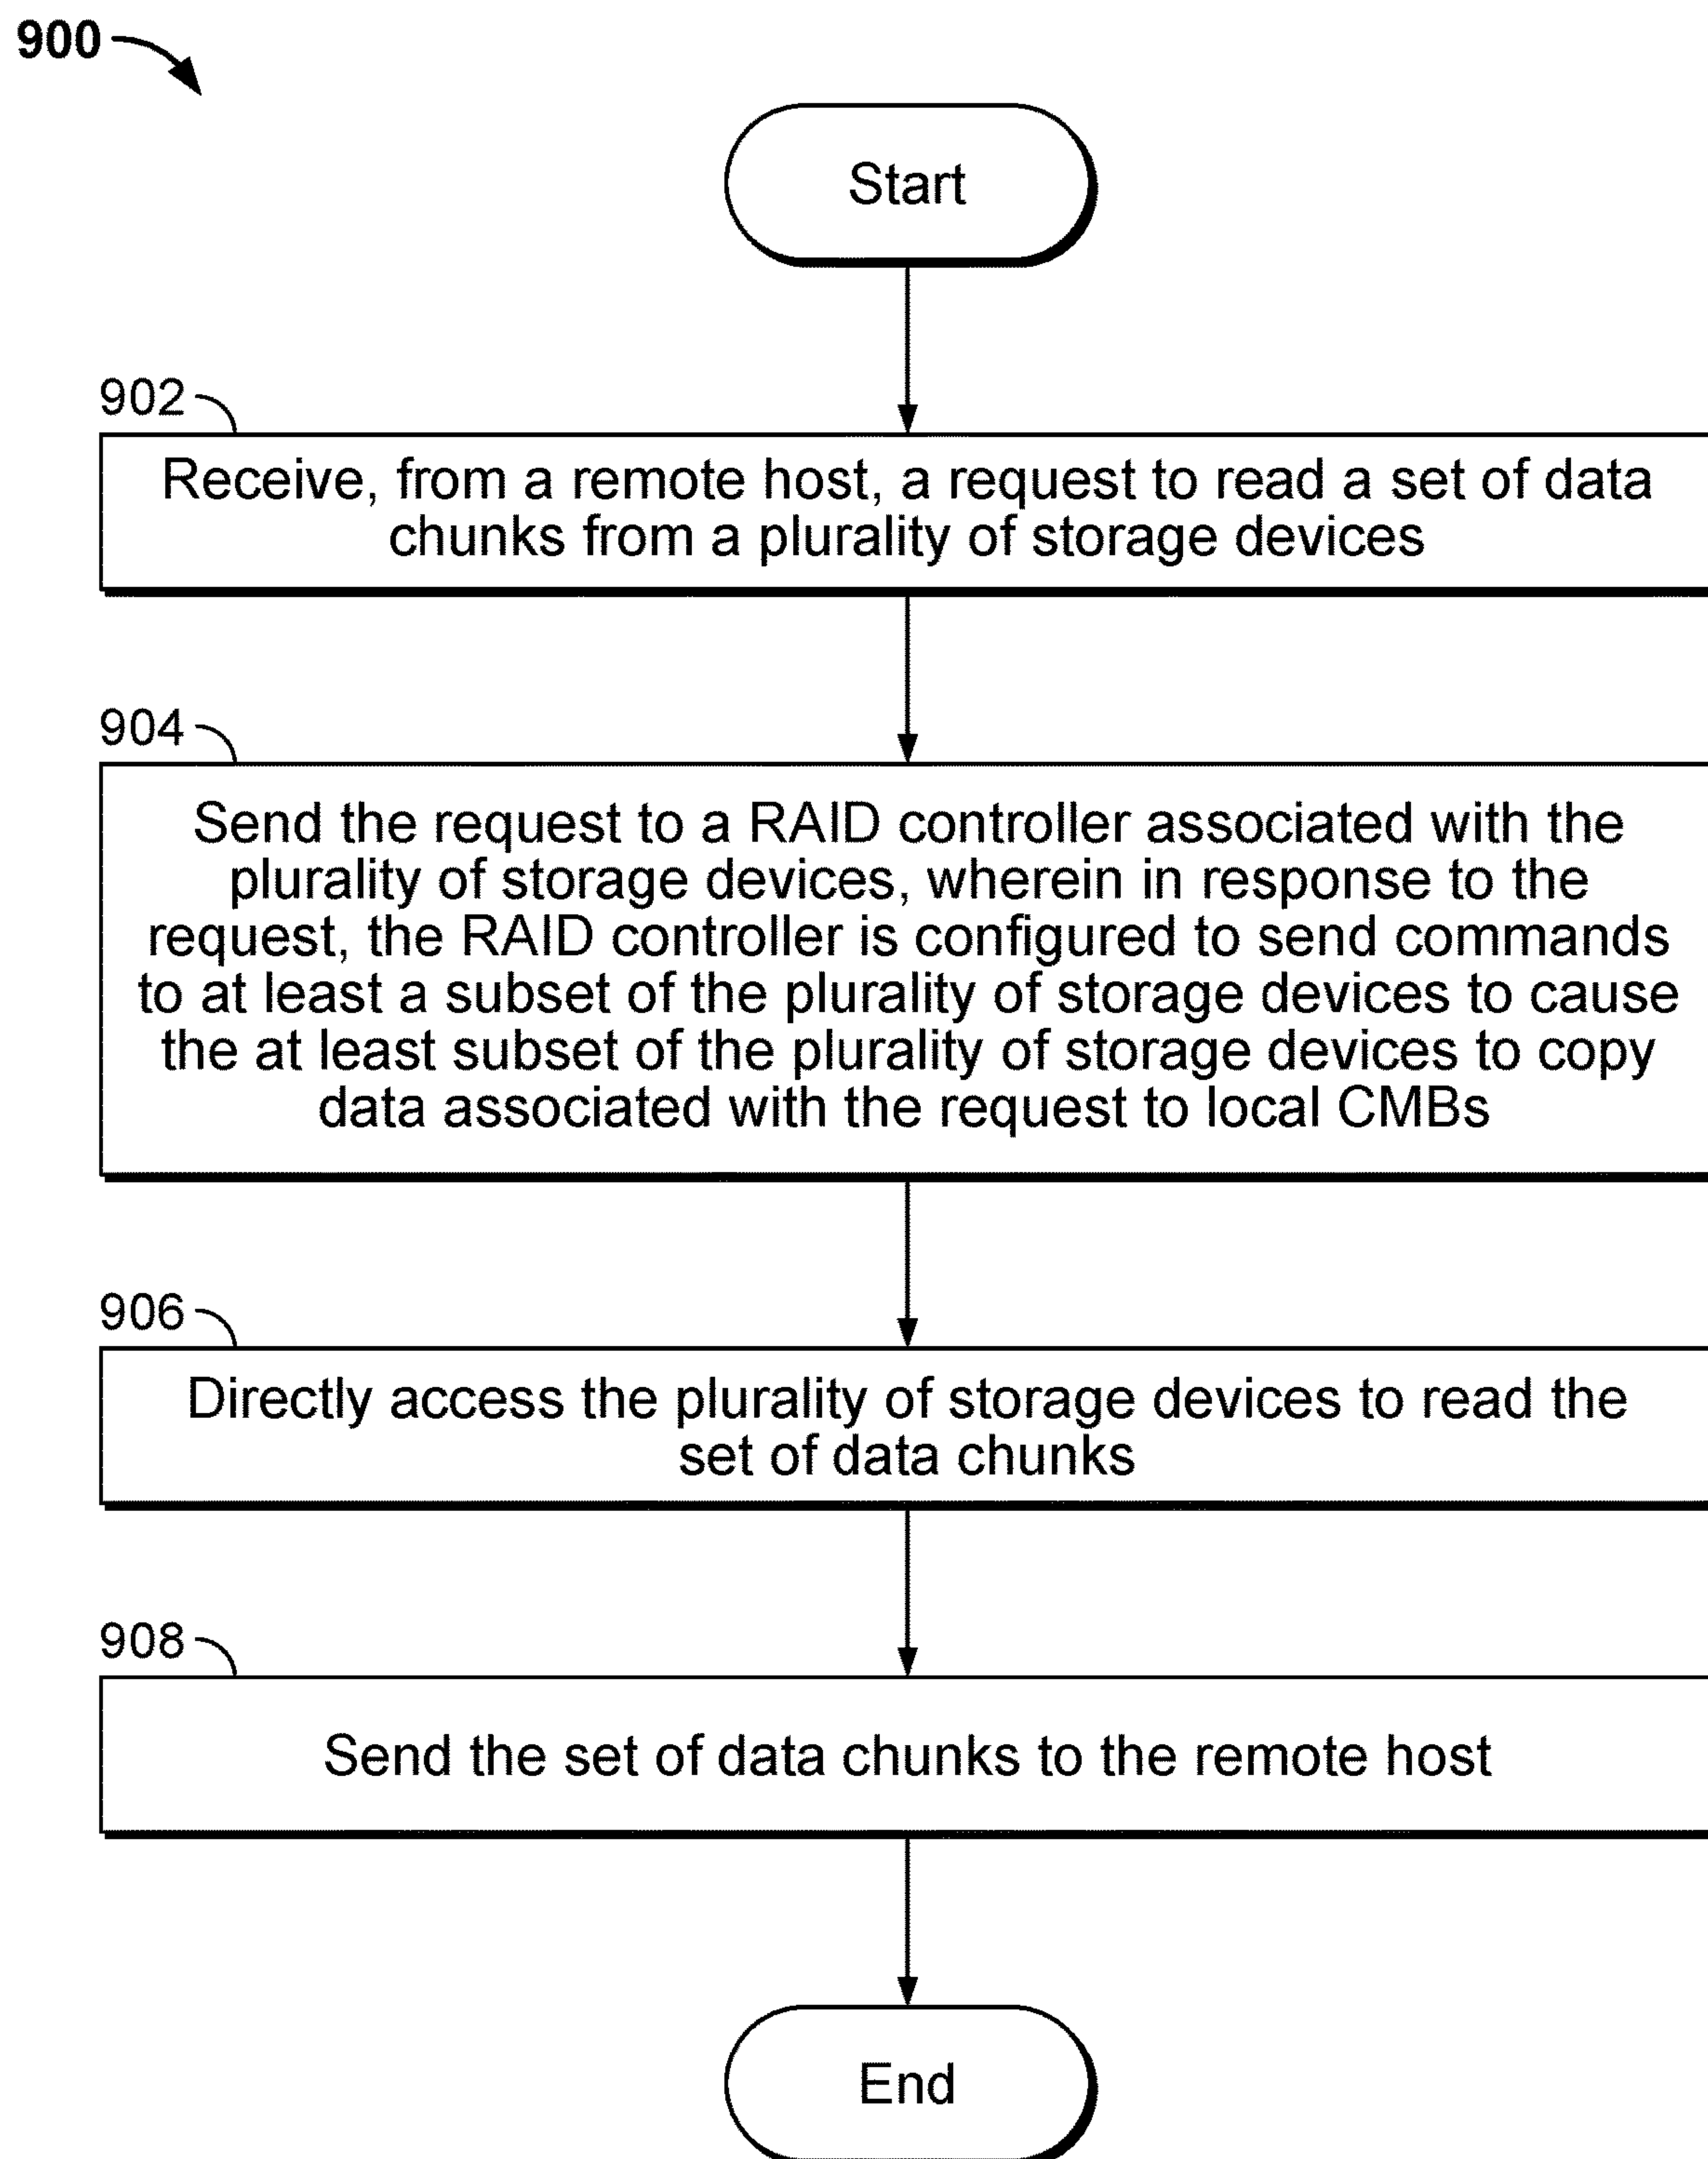 900
Start
902
Receive, from a remote host, a request to read a set of data
chunks from a plurality of storage devices
904
Send the request to a RAID controller associated with the
plurality of storage devices, wherein in response to the
request, the RAID controller is configured to send commands
to at least a subset of the plurality of storage devices to cause
the at least subset of the plurality of storage devices to copy
data associated with the request to local CMBs
906
Directly access the plurality of storage devices to read the
set of data chunks
908
Send the set of data chunks to the remote host
End